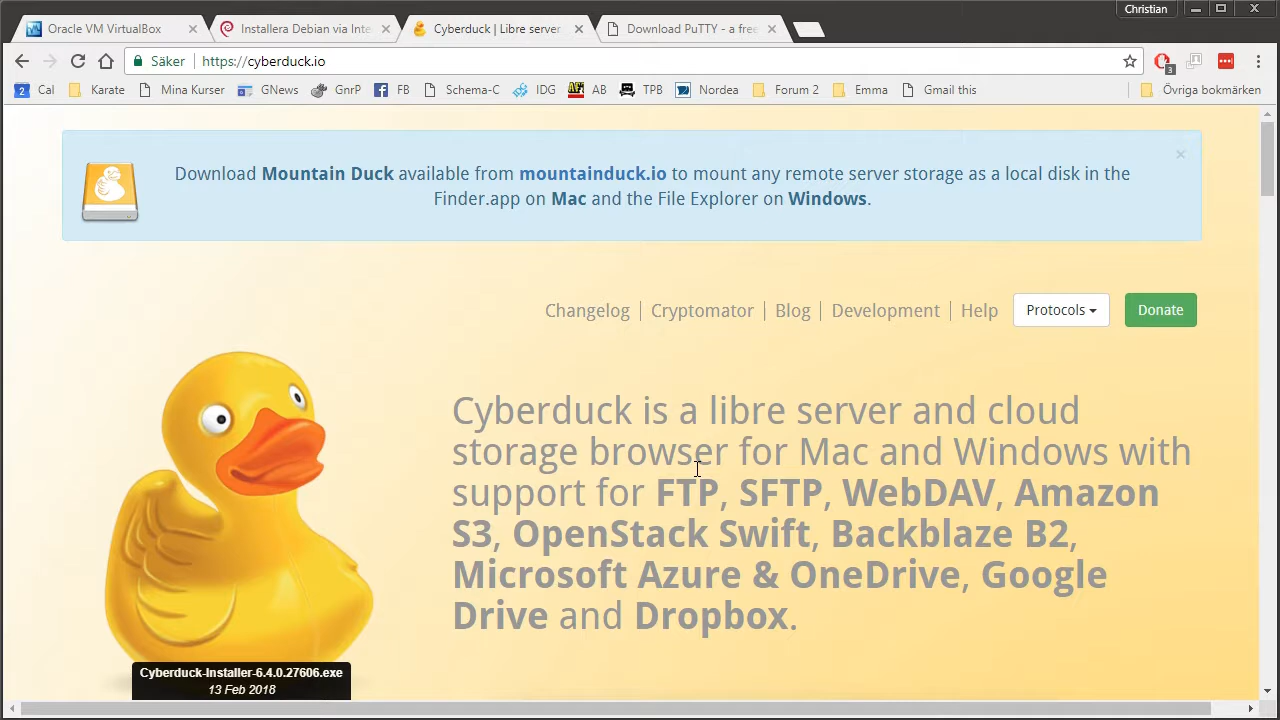 Christian
Oracle VM VirtualBox
Installera Debian via Inte
Cyberduck | Libre server
Download PuTTY - a free
Säker
https://cyberduck.io
3
2 Cal
Karate
Mina Kurser
GNews
GnrP
FB
Schema-C
IDG
AB
TPB
Nordea
Forum 2
Emma
Gmail this
Övriga bokmärken
Download Mountain Duck available from mountainduck.io to mount any remote server storage as a local disk in the
Finder.app on Mac and the File Explorer on Windows.
Changelog
Cryptomator
Blog
Development
Help
Protocols
Donate
Cyberduck is a libre server and cloud
storage browser for Mac and Windows with
support for FTP, SFTP, WebDAV, Amazon
S3, OpenStack Swift, Backblaze B2,
Microsoft Azure & OneDrive, Google
Drive and Dropbox.
Cyberduck-Installer-6.4.0.27606.exe
13 Feb 2018